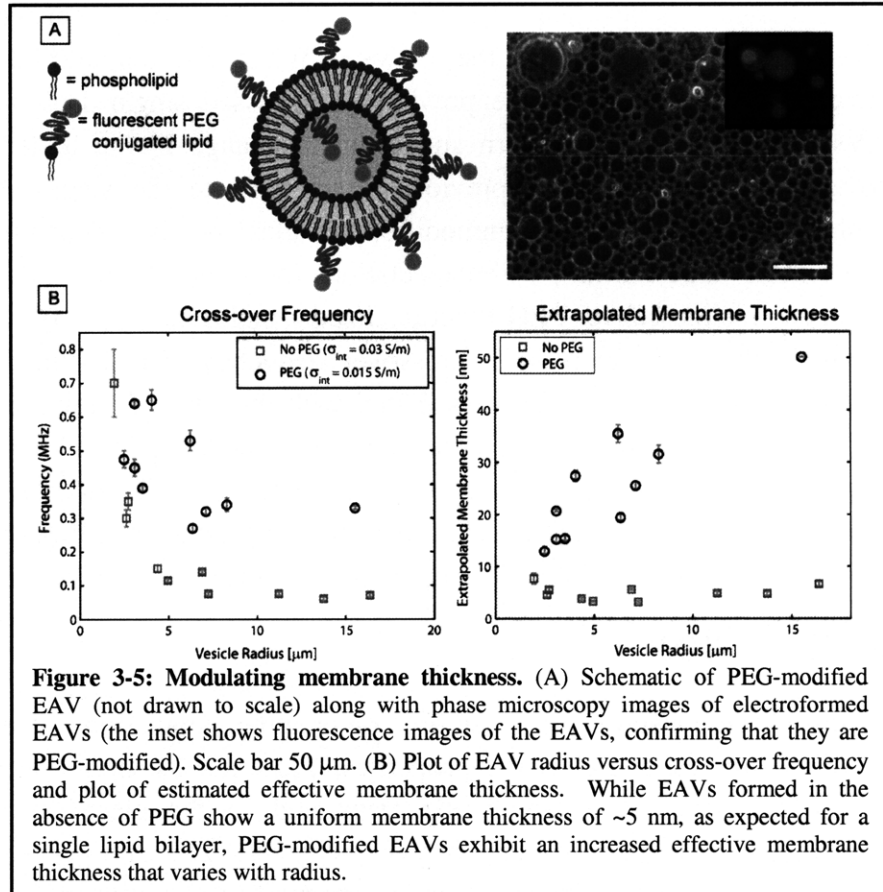 A
= phospholipid
= fluorescent PEG
conjugated lipid
B
Cross-over Frequency
Frequency (MHz)
0.8
0.7
0.6
0.5
0.4
0.3
0.2
0.1
0
No PEG (σint = 0.03 S/m)
PEG (σint = 0.015 S/m)
0 5 10 15 20
Vesicle Radius [μm]
Extrapolated Membrane Thickness
Extrapolated Membrane Thickness [nm]
50
40
30
20
10
0
No PEG
PEG
0 5 10 15
Vesicle Radius [μm]
Figure 3-5: Modulating membrane thickness. (A) Schematic of PEG-modified
EAV (not drawn to scale) along with phase microscopy images of electroformed
EAVs (the inset shows fluorescence images of the EAVs, confirming that they are
PEG-modified). Scale bar 50 μm. (B) Plot of EAV radius versus cross-over frequency
and plot of estimated effective membrane thickness. While EAVs formed in the
absence of PEG show a uniform membrane thickness of ~5 nm, as expected for a
single lipid bilayer, PEG-modified EAVs exhibit an increased effective membrane
thickness that varies with radius.